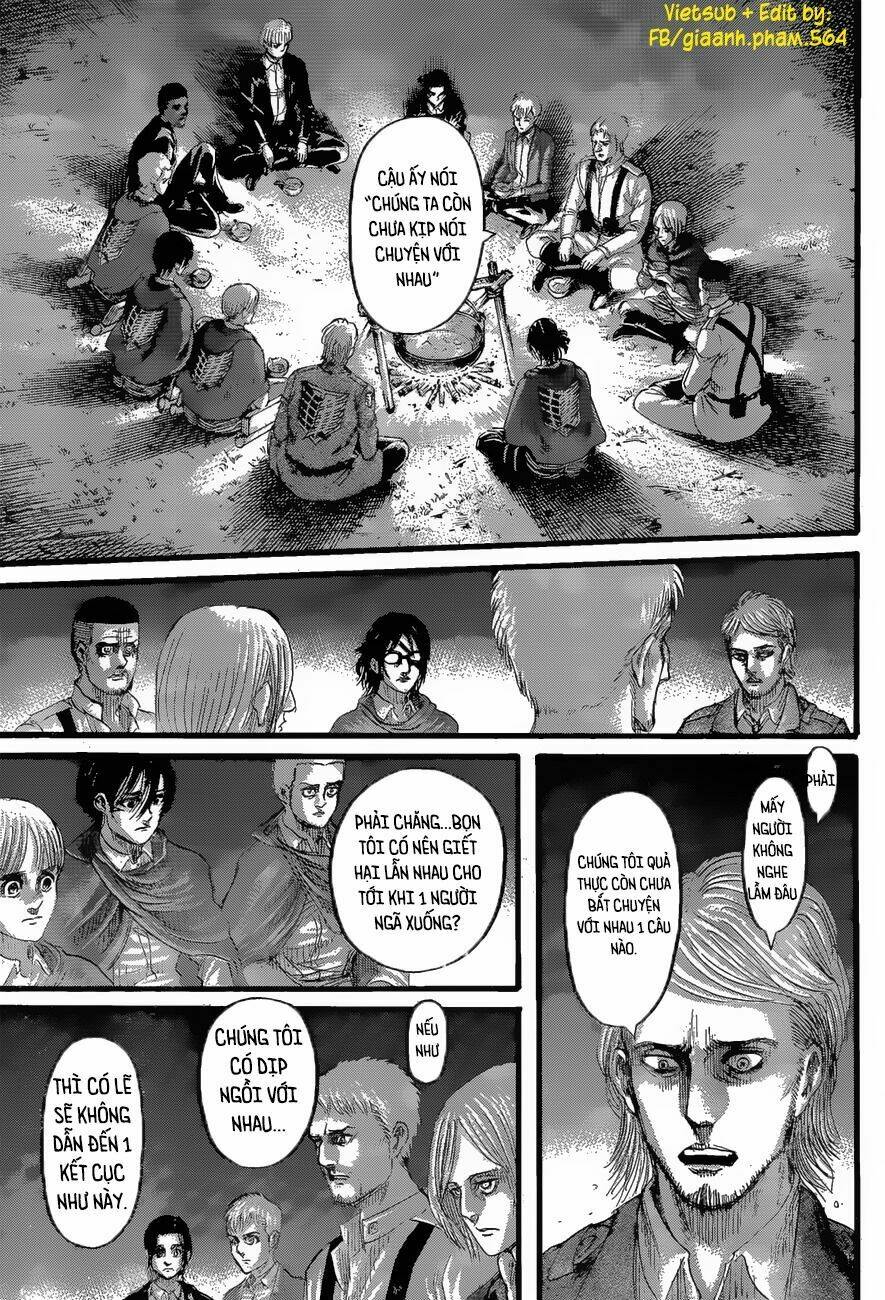 Vietsub + Edit by:
FB/giaanh.pham.564
CẬU ẤY NÓI
"CHÚNG TA CÒN
CHƯA KỊP NÓI
CHUYỆN VỚI
NHAU"
PHẢI
MẤY
NGƯỜI
KHÔNG
NGHE
LẦM ĐÂU
CHÚNG TÔI QUẢ
THỰC CÒN CHƯA
BẮT CHUYỆN
VỚI NHAU 1 CÂU
NÀO.
PHẢI CHĂNG...BỌN
TÔI CÓ NÊN GIẾT
HẠI LẪN NHAU CHO
TỚI KHI 1 NGƯỜI
NGÃ XUỐNG?
NẾU
NHƯ
CHÚNG TÔI
CÓ DỊP
NGỒI VỚI
NHAU...
THÌ CÓ LẼ
SẼ KHÔNG
DẪN ĐẾN 1
KẾT CỤC
NHƯ NÀY.